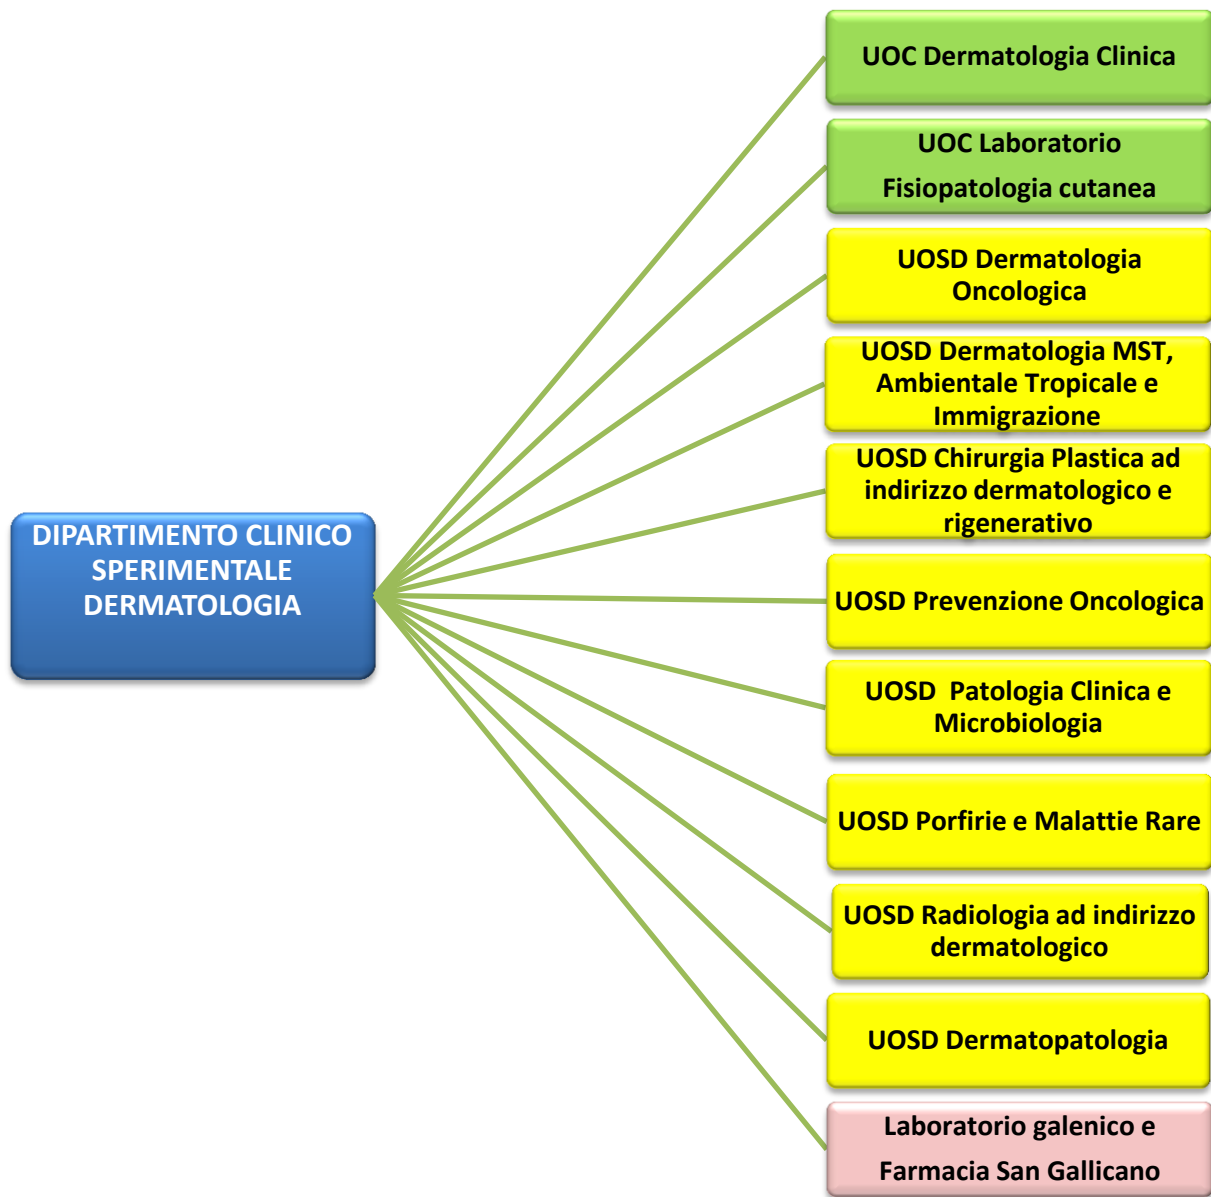 DIPARTIMENTO CLINICO
SPERIMENTALE
DERMATOLOGIA
UOC Dermatologia Clinica
UOC Laboratorio
Fisiopatologia cutanea
UOSD Dermatologia
Oncologica
UOSD Dermatologia MST,
Ambientale Tropicale e
Immigrazione
UOSD Chirurgia Plastica ad
indirizzo dermatologico e
rigenerativo
UOSD Prevenzione Oncologica
UOSD Patologia Clinica e
Microbiologia
UOSD Porfirie e Malattie Rare
UOSD Radiologia ad indirizzo
dermatologico
UOSD Dermatopatologia
Laboratorio galenico e
Farmacia San Gallicano